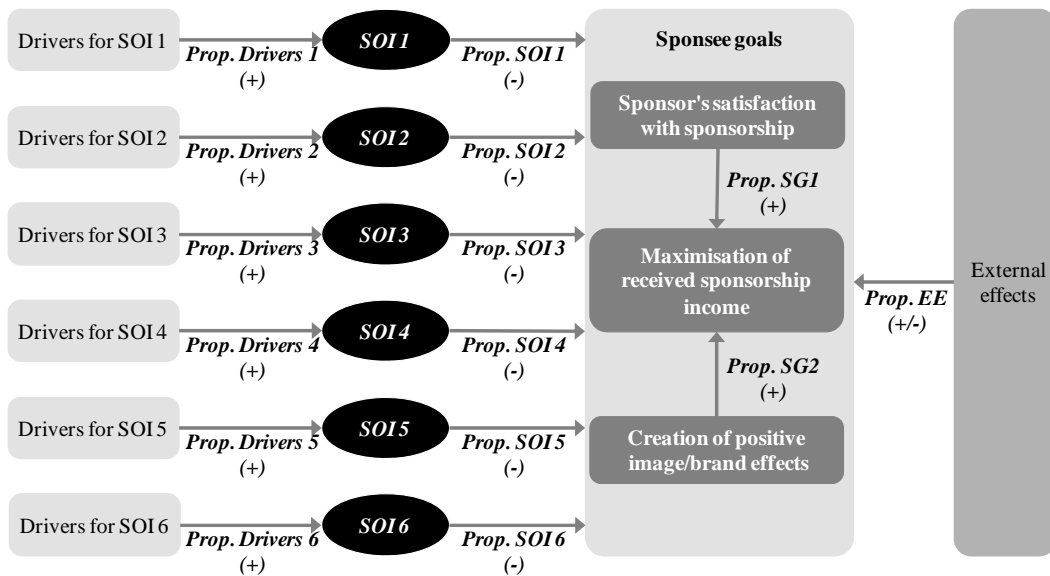 Drivers for SOI 1
Prop. Drivers 1
(+)
SOI 1
Prop. SOI 1
(-)
Drivers for SOI 2
Prop. Drivers 2
(+)
SOI 2
Prop. SOI 2
(-)
Drivers for SOI 3
Prop. Drivers 3
(+)
SOI 3
Prop. SOI 3
(-)
Drivers for SOI 4
Prop. Drivers 4
(+)
SOI 4
Prop. SOI 4
(-)
Drivers for SOI 5
Prop. Drivers 5
(+)
SOI 5
Prop. SOI 5
(-)
Drivers for SOI 6
Prop. Drivers 6
(+)
SOI 6
Prop. SOI 6
(-)
Sponsee goals
Sponsor's satisfaction
with sponsorship
Prop. SG1
(+)
Maximisation of
received sponsorship
income
Prop. SG2
(+)
Creation of positive
image/brand effects
Prop. EE
(+/-)
External
effects